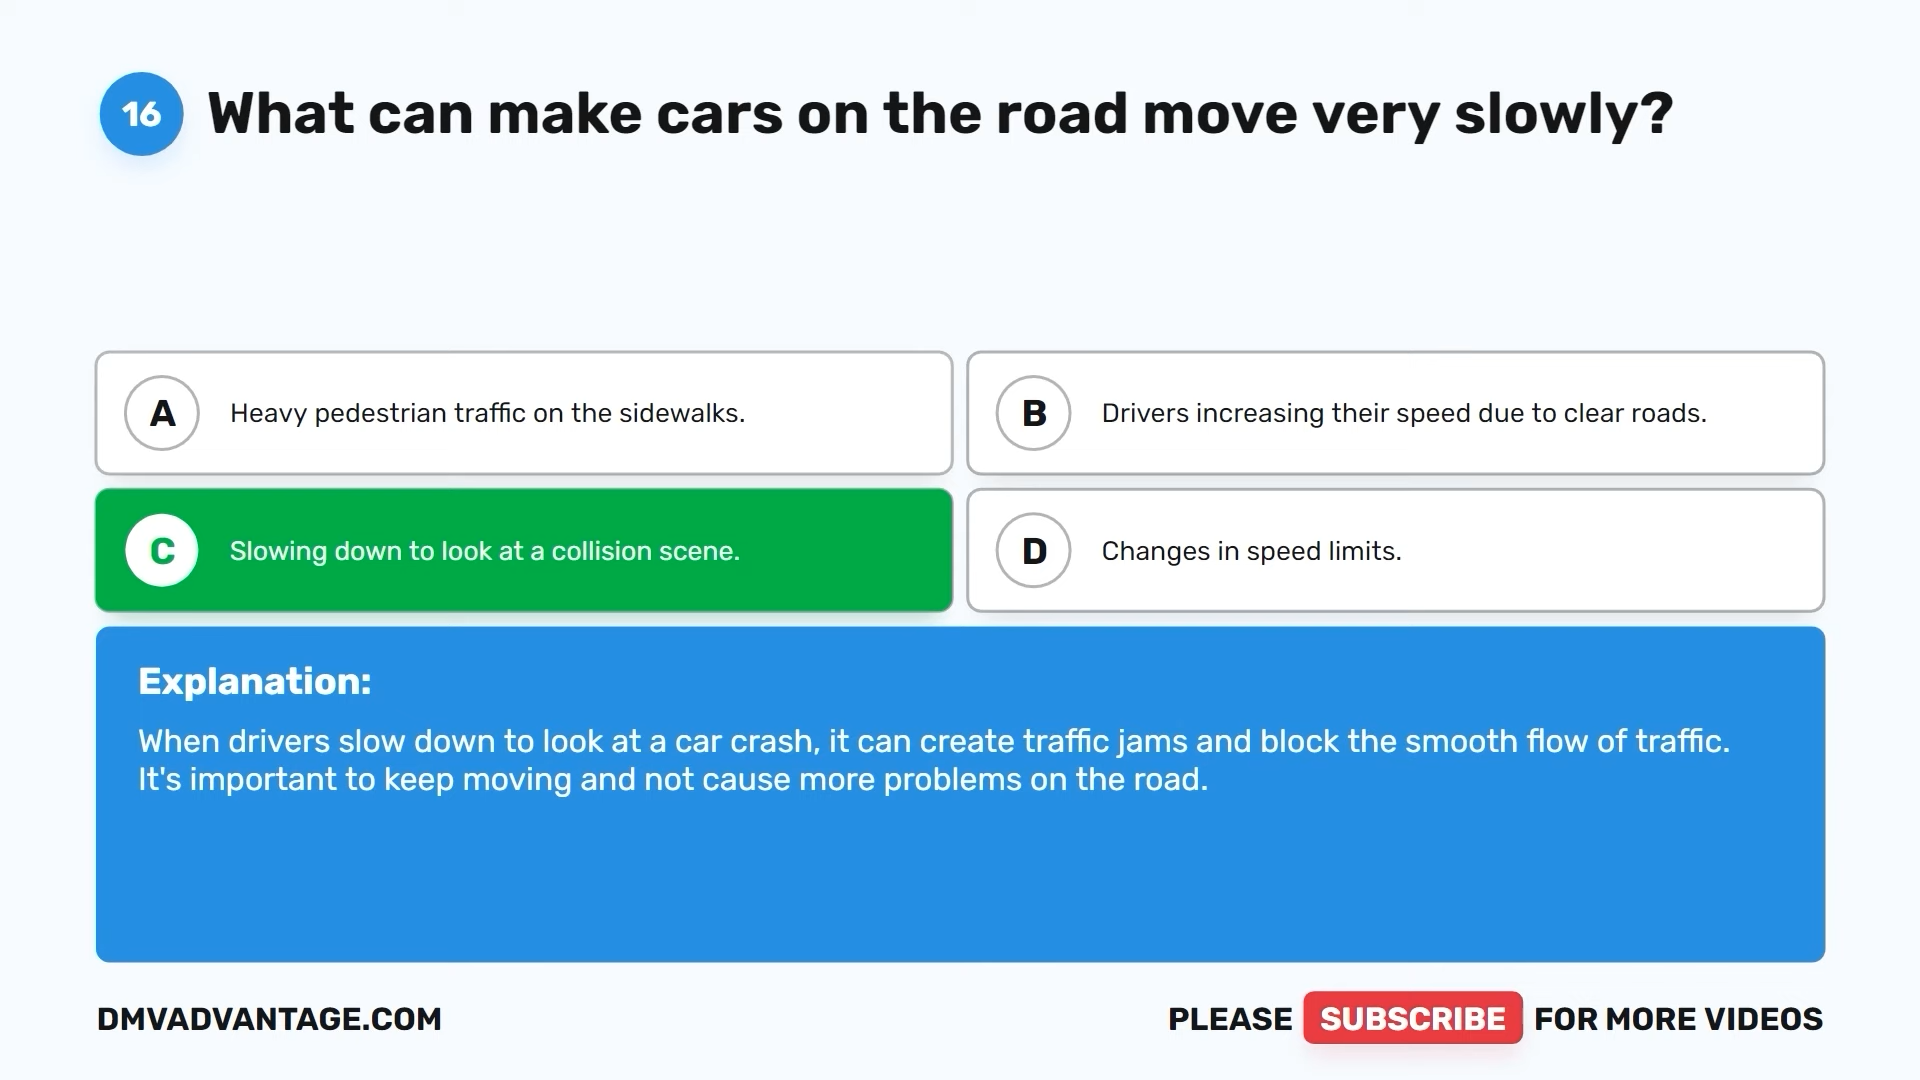 16 What can make cars on the road move very slowly?
A Heavy pedestrian traffic on the sidewalks.
B Drivers increasing their speed due to clear roads.
C Slowing down to look at a collision scene.
D Changes in speed limits.
Explanation:
When drivers slow down to look at a car crash, it can create traffic jams and block the smooth flow of traffic.
It's important to keep moving and not cause more problems on the road.
DMVADVANTAGE.COM
PLEASE SUBSCRIBE FOR MORE VIDEOS